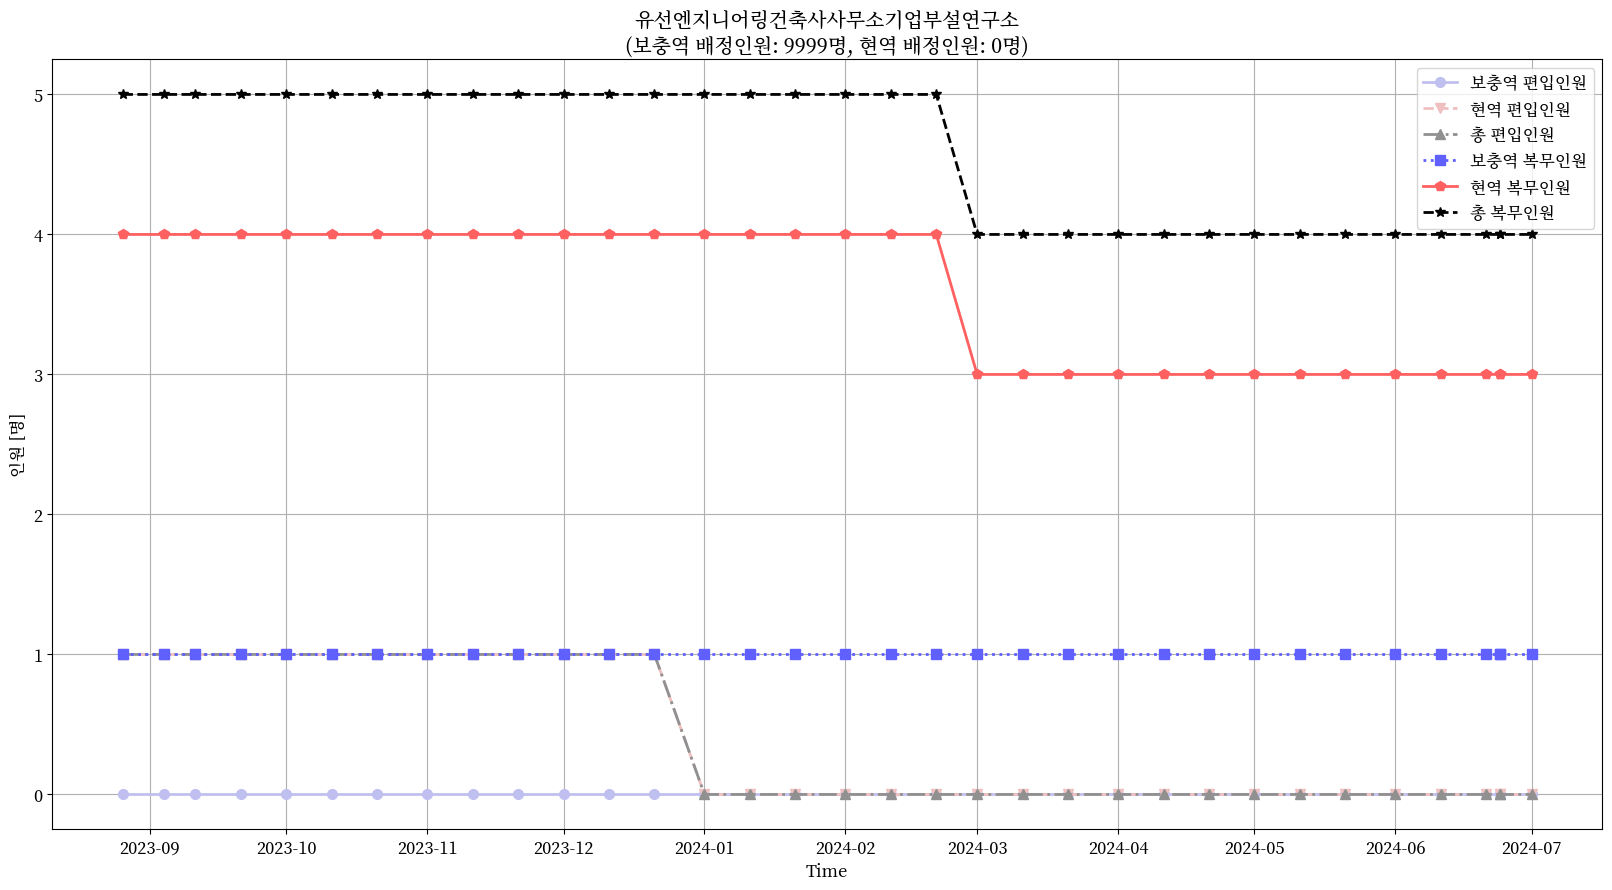 유선엔지니어링건축사사무소기업부설연구소
(보충역 배정인원: 9999명, 현역 배정인원: 0명)
보충역 편입인원
현역 편입인원
총 편입인원
보충역 복무인원
현역 복무인원
총 복무인원
인원 [명]
5
4
3
2
1
0
2023-09 2023-10 2023-11 2023-12 2024-01 2024-02 2024-03 2024-04 2024-05 2024-06 2024-07
Time